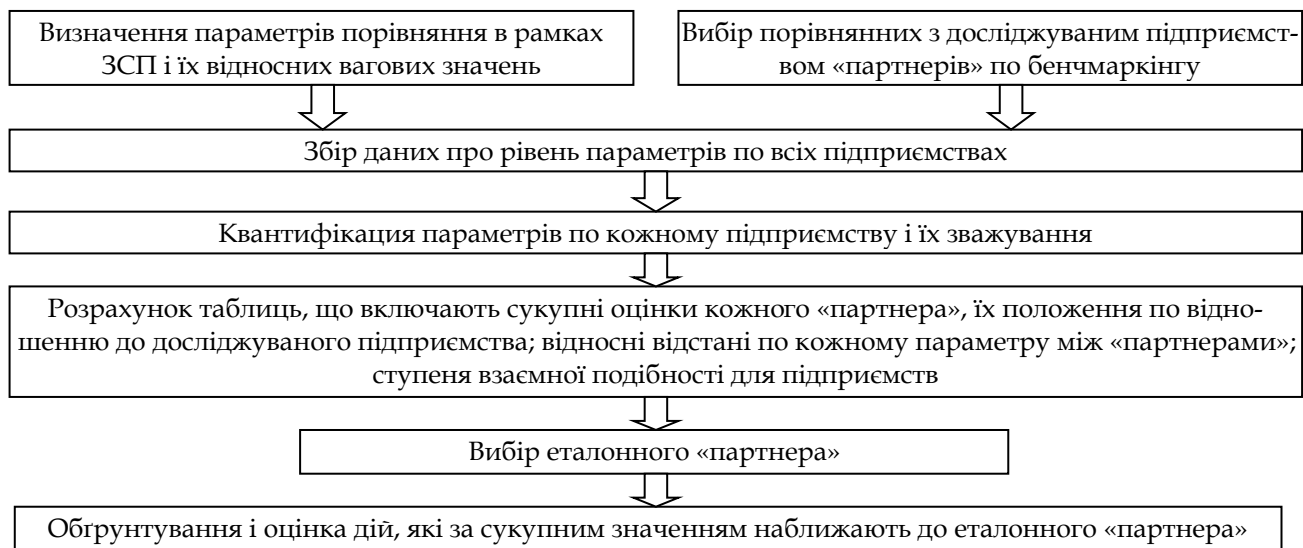 Визначення параметрів порівняння в рамках
ЗСП і їх відносних вагових значень
Вибір порівнянних з досліджуваним підприємст-
вом «партнерів» по бенчмаркінгу
Збір даних про рівень параметрів по всіх підприємствах
Квантифікация параметрів по кожному підприємству і їх зважування
Розрахунок таблиць, що включають сукупні оцінки кожного «партнера», їх положення по відно-
шенню до досліджуваного підприємства; відносні відстані по кожному параметру між «партнерами»;
ступеня взаємної подібності для підприємств
Вибір еталонного «партнера»
Обґрунтування і оцінка дій, які за сукупним значенням наближають до еталонного «партнера»